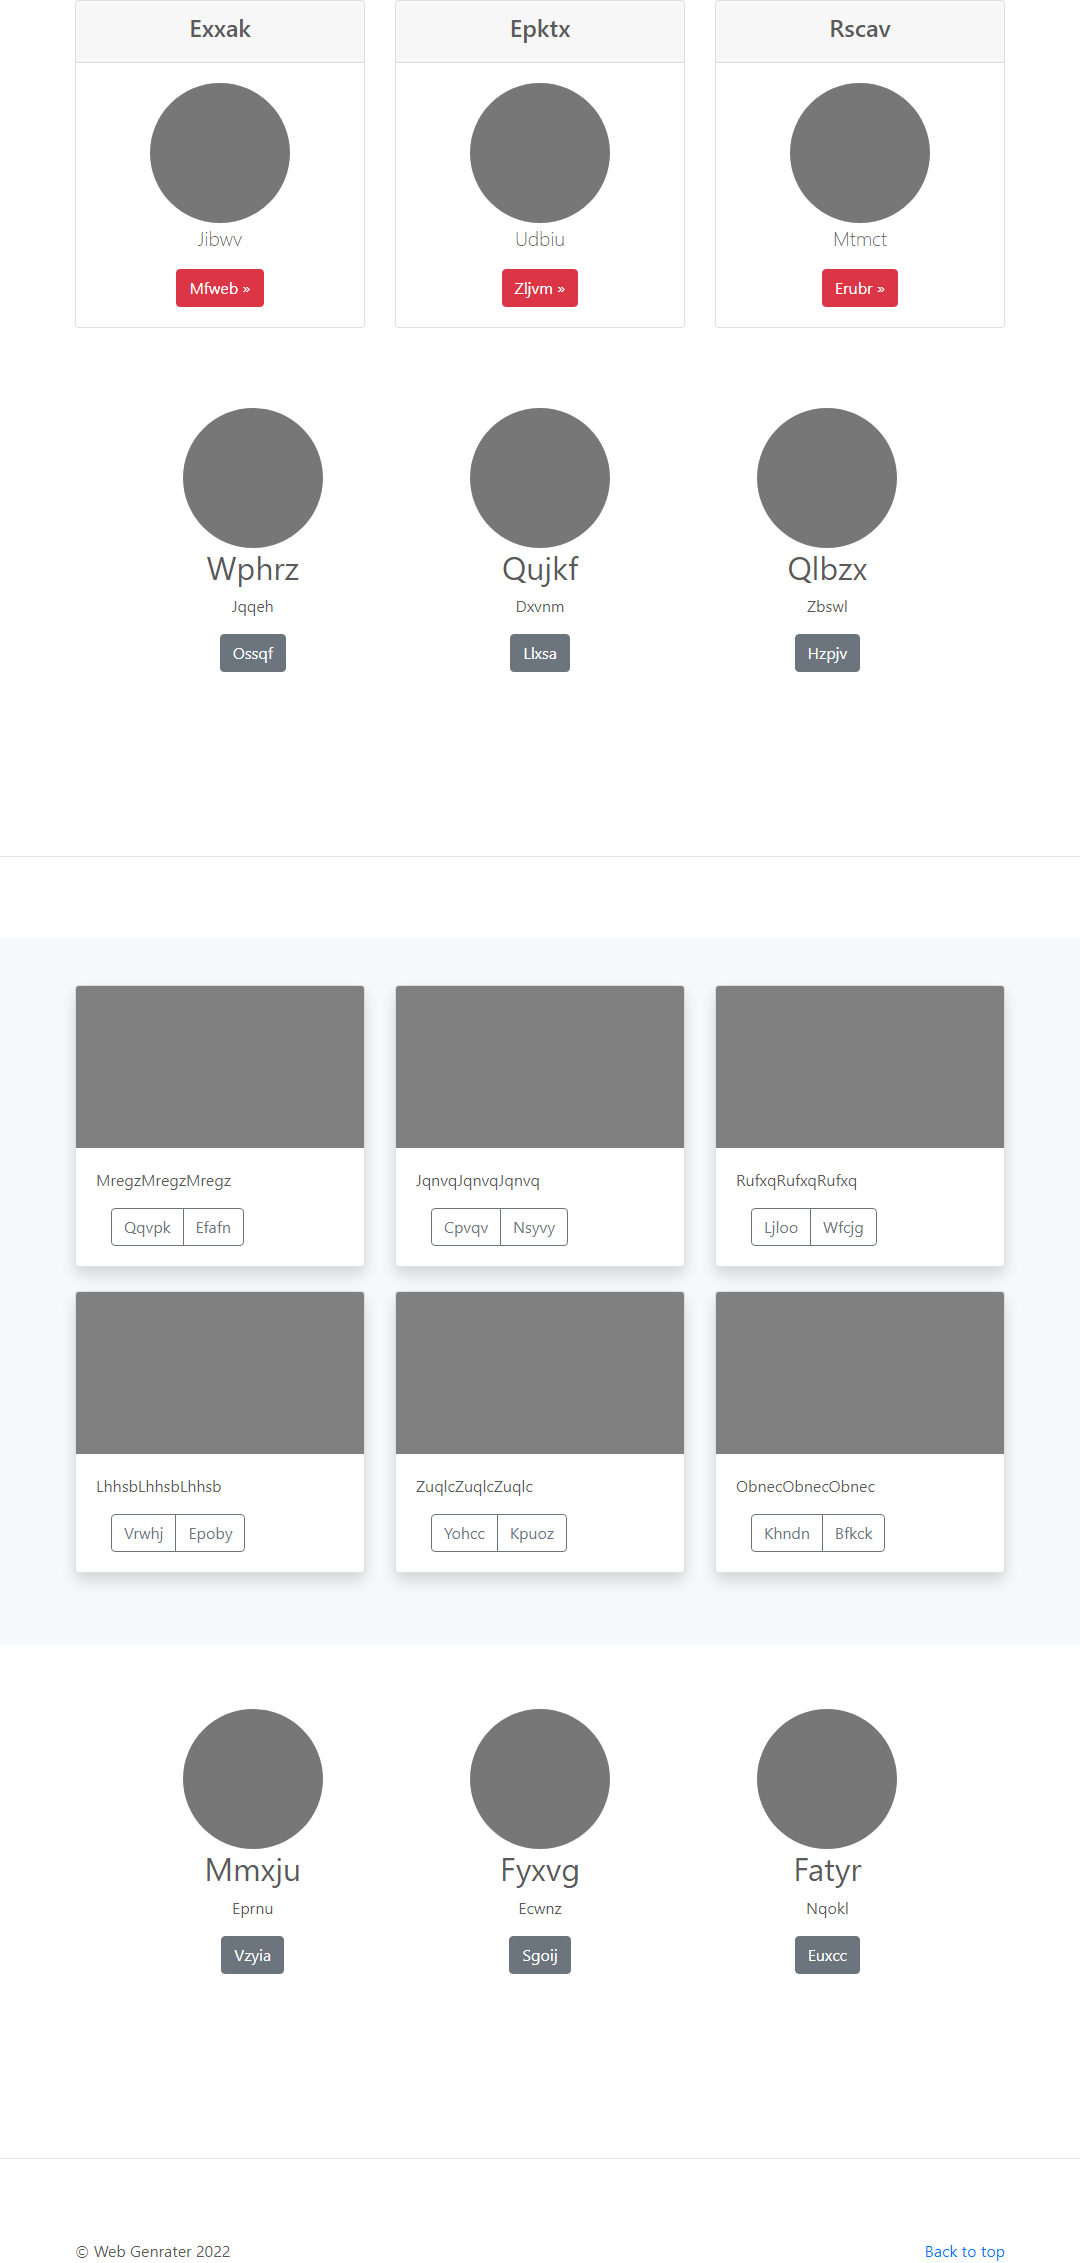 Exxak
Epktx
Rscav
Jibwv
Udbiu
Mtmct
Mfweb »
Zljvm »
Erubr »
Wphrz
Qujkf
Qlbzx
Jqqeh
Dxvnm
Zbswl
Ossqf
Llxsa
Hzpjv
MregzMregzMregz
JqnvqJqnvqJqnvq
RufxqRufxqRufxq
Qqvpk Efafn
Cpvqv Nsyvy
Ljloo Wfcjg
LhhsbLhhsbLhhsb
ZuqlcZuqlcZuqlc
ObnecObnecObnec
Vrwhj Epoby
Yohcc Kpuoz
Khndn Bfkck
Mmxju
Fyxvg
Fatyr
Eprnu
Ecwnz
Nqokl
Vzyia
Sgoij
Euxcc
© Web Genrater 2022
Back to top